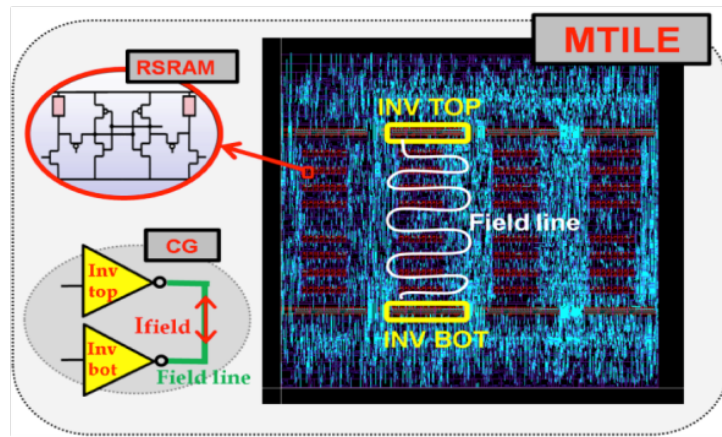 MTILE
RSRAM
INV TOP
Field line
INV BOT
CG
Inv
top
Ifield
Inv
bot
Field line